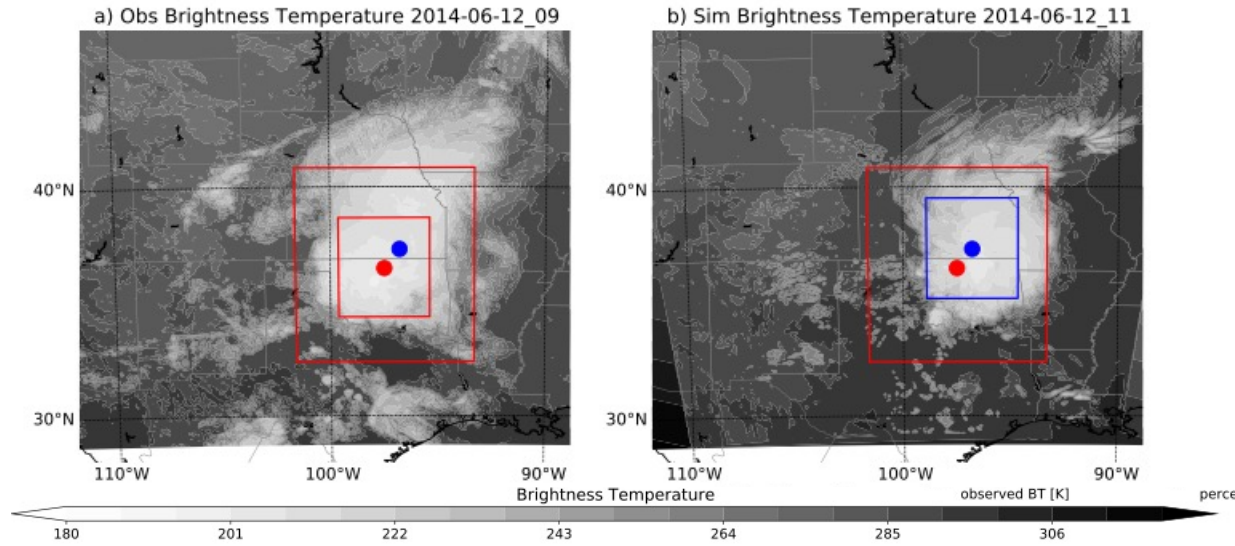 a) Obs Brightness Temperature 2014-06-12_09
b) Sim Brightness Temperature 2014-06-12_11
40°N
30°N
110°W
100°W
90°W
40°N
30°N
110°W
100°W
90°W
Brightness Temperature
observed BT [K]
perce
180
201
222
243
264
285
306